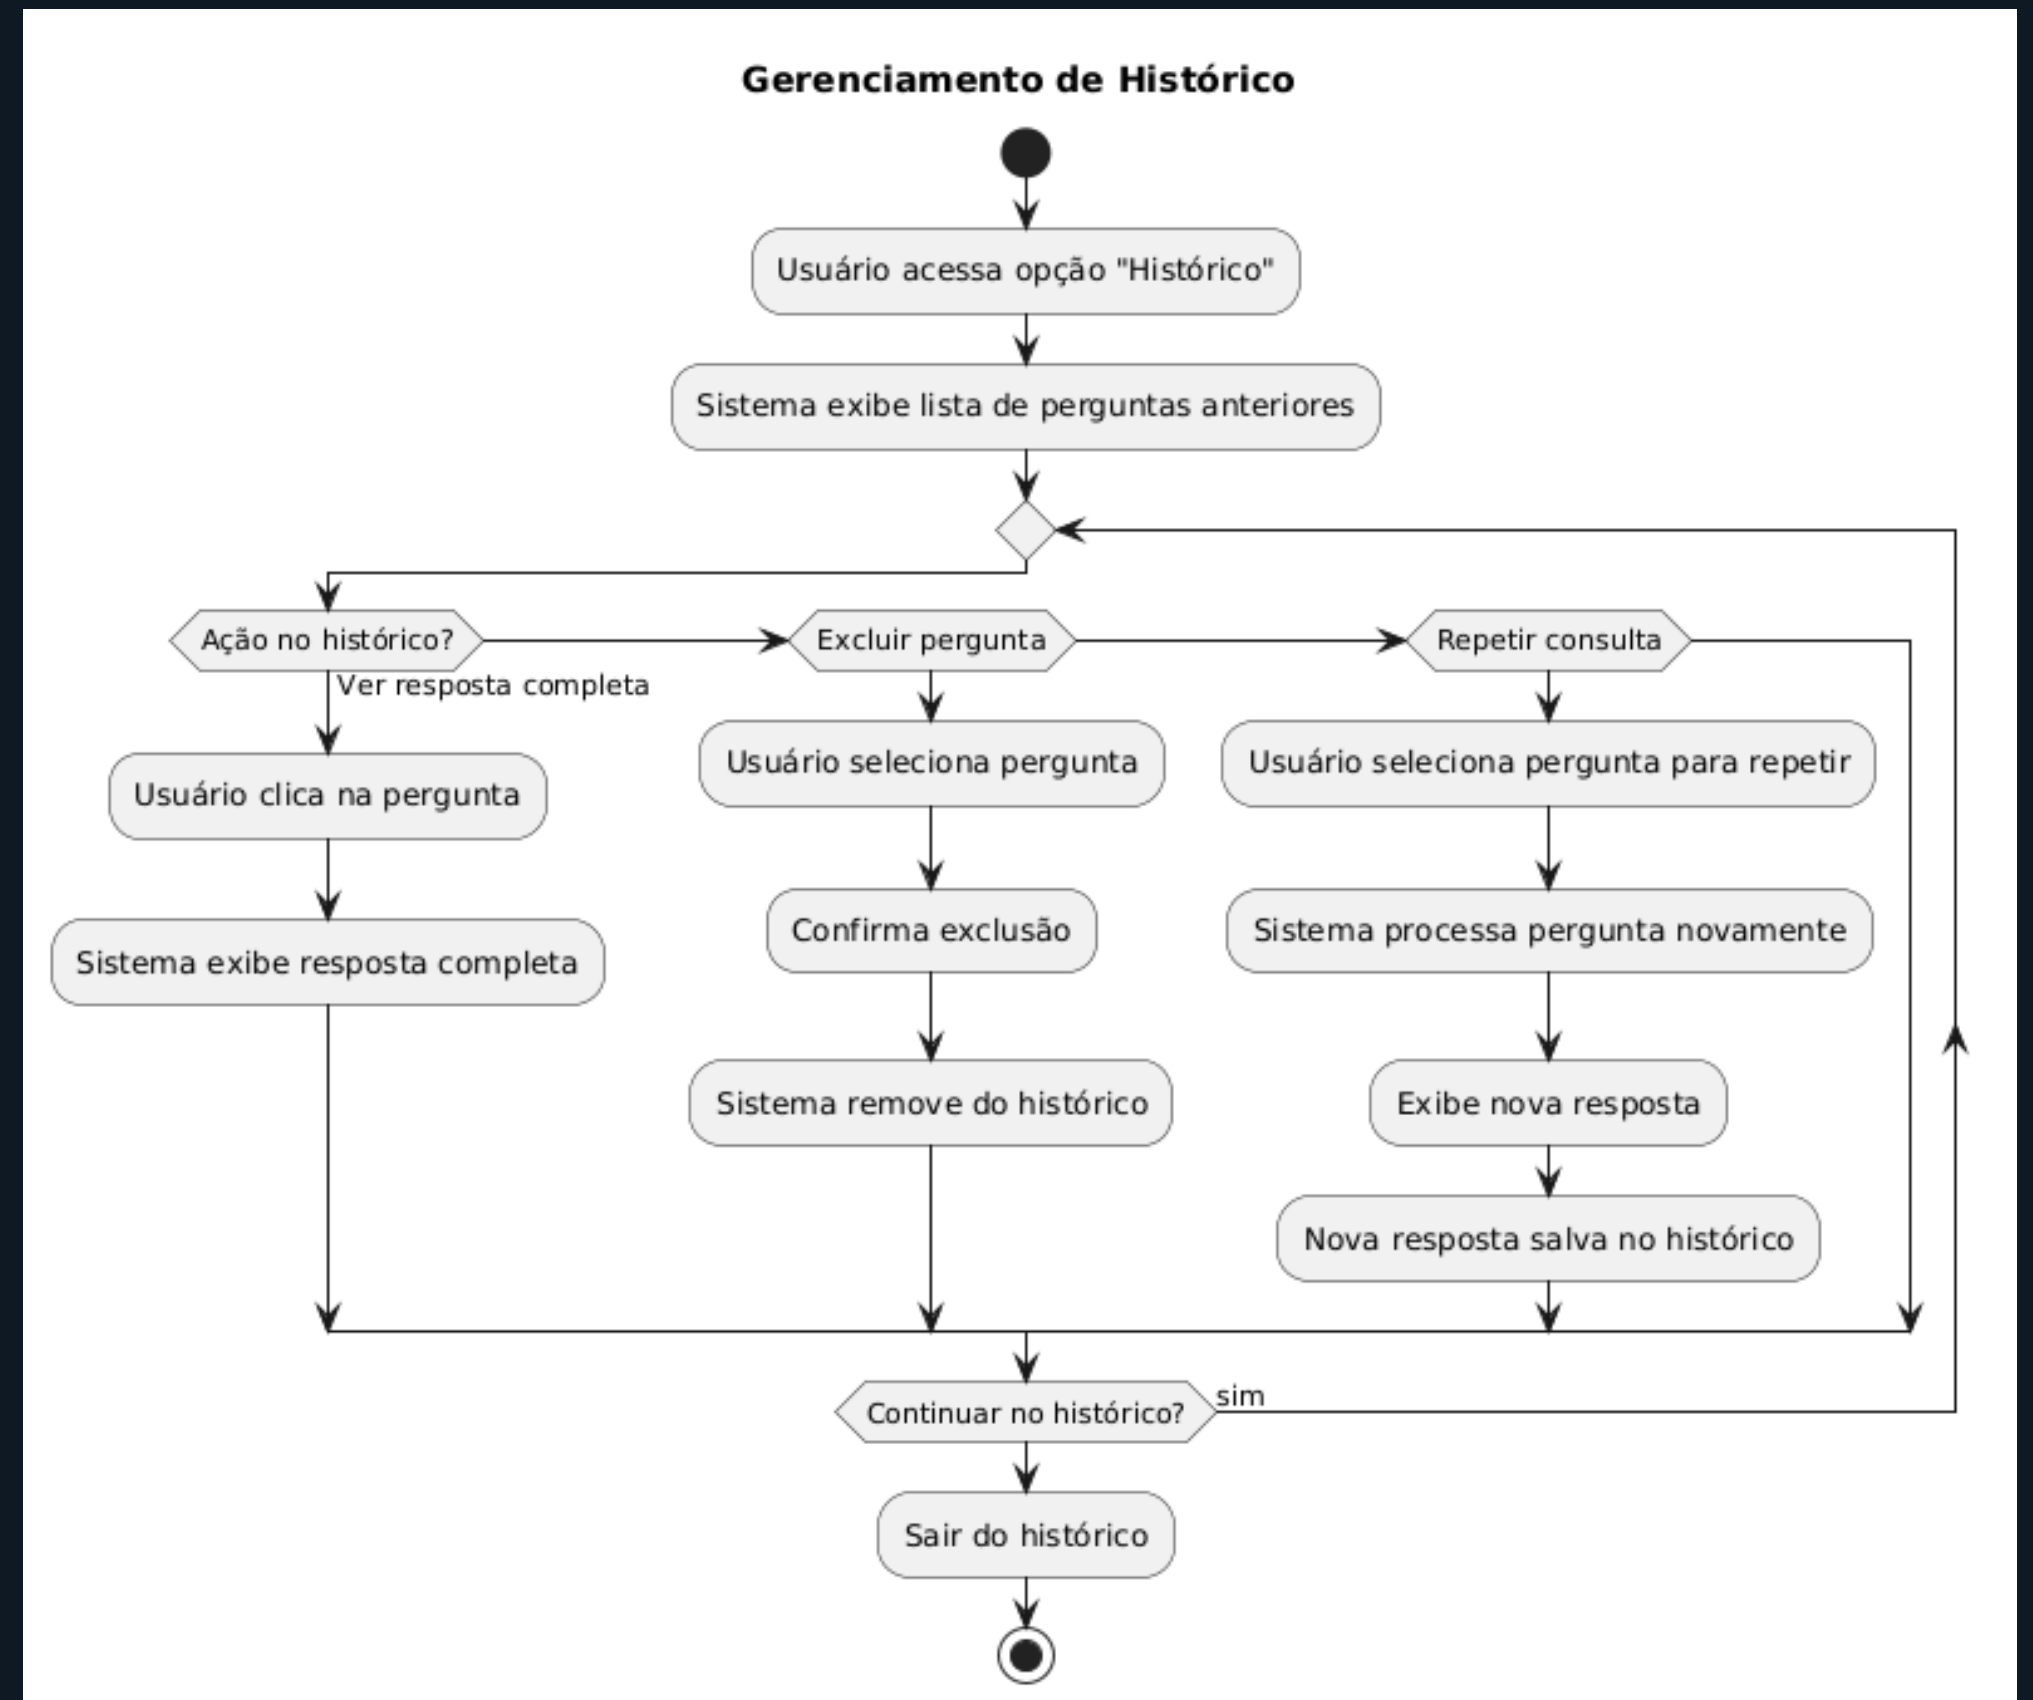 Gerenciamento de Histórico
Usuário acessa opção "Histórico"
Sistema exibe lista de perguntas anteriores
Ação no histórico?
Excluir pergunta
Repetir consulta
Ver resposta completa
Usuário clica na pergunta
Usuário seleciona pergunta
Usuário seleciona pergunta para repetir
Sistema exibe resposta completa
Confirma exclusão
Sistema processa pergunta novamente
Sistema remove do histórico
Exibe nova resposta
Nova resposta salva no histórico
Continuar no histórico?
sim
Sair do histórico